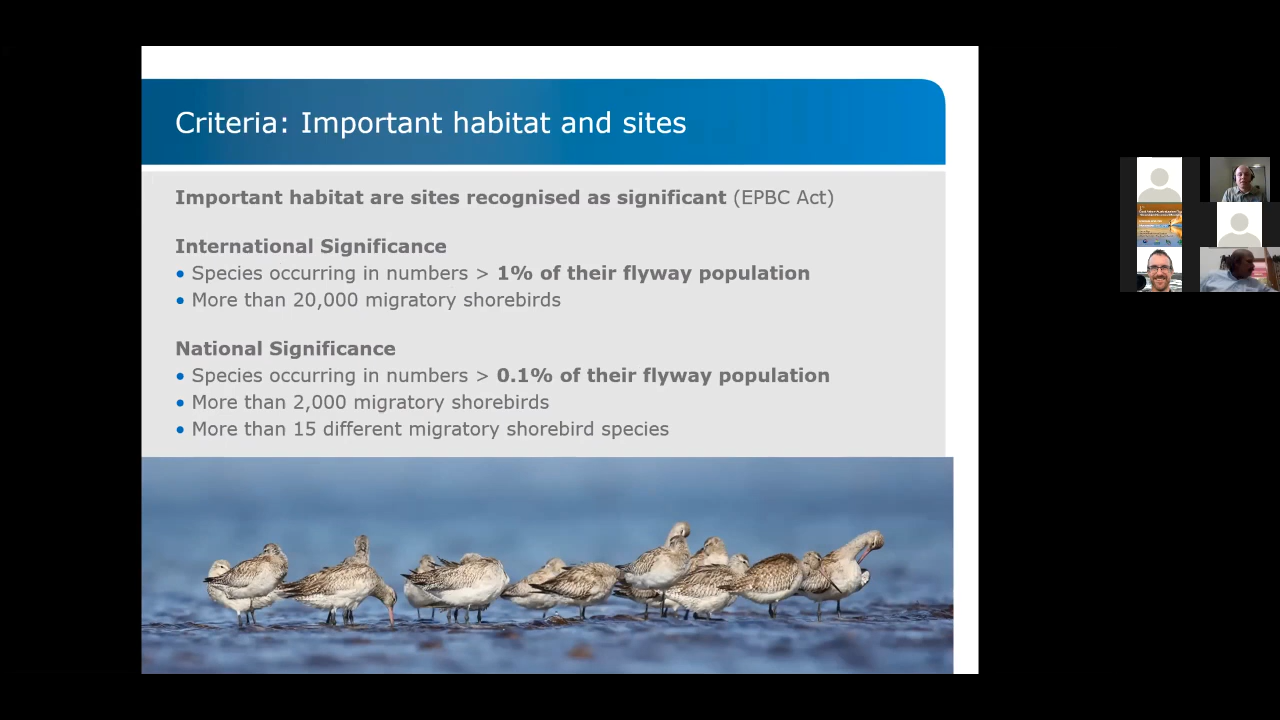 Criteria: Important habitat and sites
Important habitat are sites recognised as significant (EPBC Act)
International Significance
• Species occurring in numbers > 1% of their flyway population
• More than 20,000 migratory shorebirds
National Significance
• Species occurring in numbers > 0.1% of their flyway population
• More than 2,000 migratory shorebirds
• More than 15 different migratory shorebird species